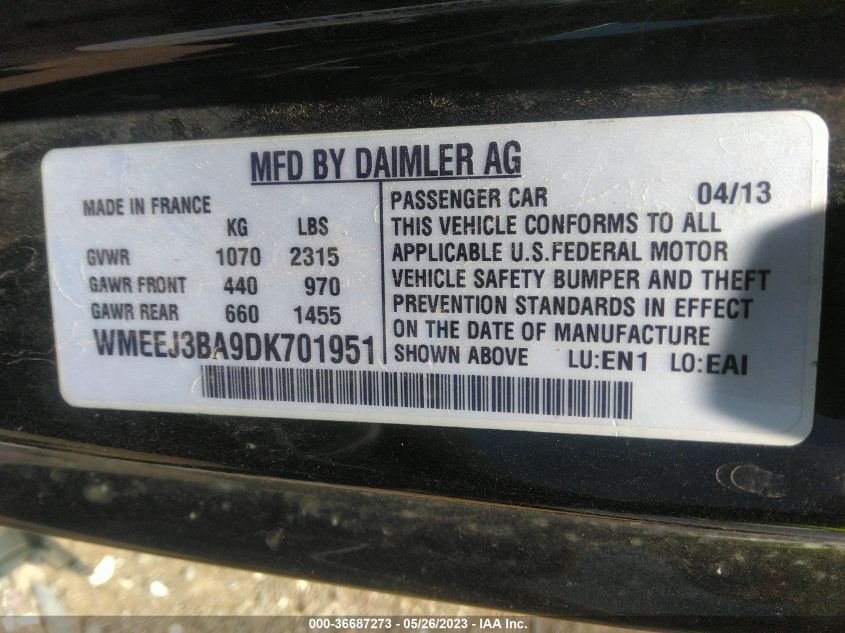 MFD BY DAIMLER AG
MADE IN FRANCE
KG LBS
GVWR 1070 2315
GAWR FRONT 440 970
GAWR REAR 660 1455
WMEEJ3BA9DK701951
PASSENGER CAR 04/13
THIS VEHICLE CONFORMS TO ALL
APPLICABLE U.S.FEDERAL MOTOR
VEHICLE SAFETY BUMPER AND THEFT
PREVENTION STANDARDS IN EFFECT
ON THE DATE OF MANUFACTURE
SHOWN ABOVE LU:EN1 LO:EAI
000-36687273 - 05/26/2023 - IAA Inc.